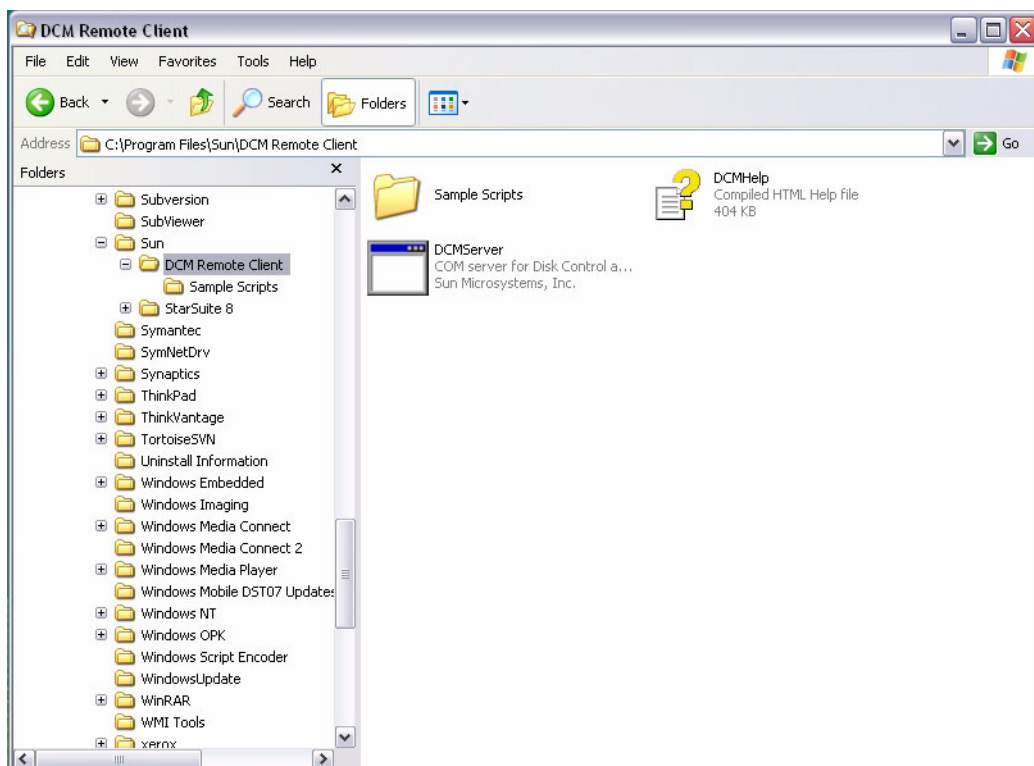 DCM Remote Client
File Edit View Favorites Tools Help
Back Search Folders
Address C:\Program Files\Sun\DCM Remote Client Go
Folders
Subversion
SubViewer
Sun
DCM Remote Client
Sample Scripts
StarSuite 8
Symantec
SymNetDrv
Synaptics
ThinkPad
ThinkVantage
TortoiseSVN
Uninstall Information
Windows Embedded
Windows Imaging
Windows Media Connect
Windows Media Connect 2
Windows Media Player
Windows Mobile DST07 Updates
Windows NT
Windows OPK
Windows Script Encoder
WindowsUpdate
WinRAR
WMI Tools
xerox
Sample Scripts
DCMHelp
Compiled HTML Help file
404 KB
DCMServer
COM server for Disk Control a...
Sun Microsystems, Inc.